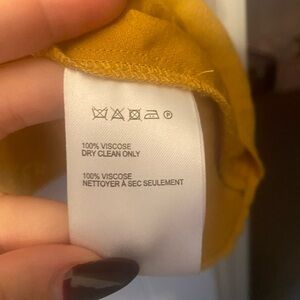 P
100% VISCOSE
DRY CLEAN ONLY
100% VISCOSE
NETTOYER À SEC SEULEMENT